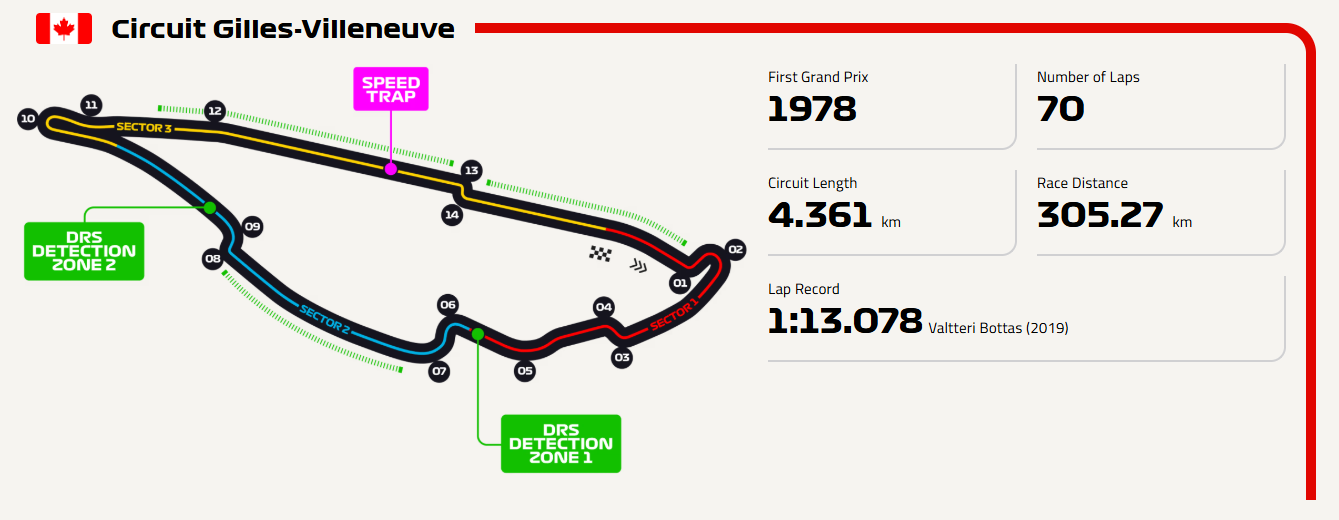 Circuit Gilles-Villeneuve
SPEED
TRAP
11
10
12
SECTOR 3
13
14
09
08
DRS
DETECTION
ZONE 2
02
01
SECTOR 1
04
03
06
SECTOR 2
07
05
DRS
DETECTION
ZONE 1
First Grand Prix
1978
Number of Laps
70
Circuit Length
4.361 km
Race Distance
305.27 km
Lap Record
1:13.078 Valtteri Bottas (2019)